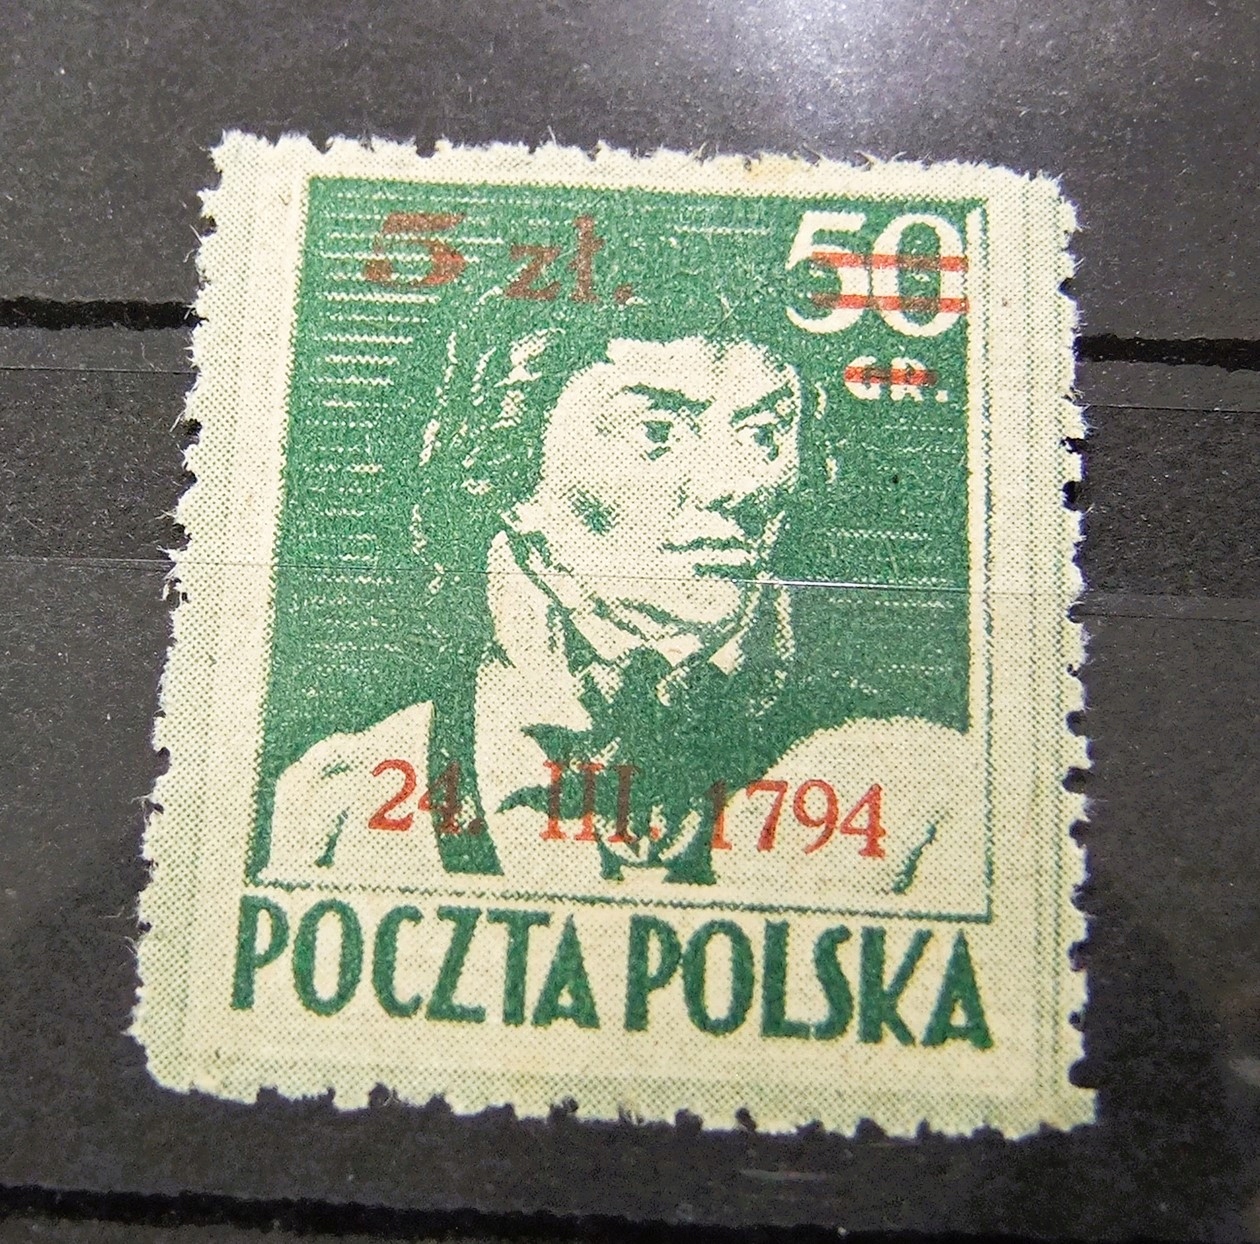 5 zł. 50
GR.
24. III. 1794
POCZTA POLSKA